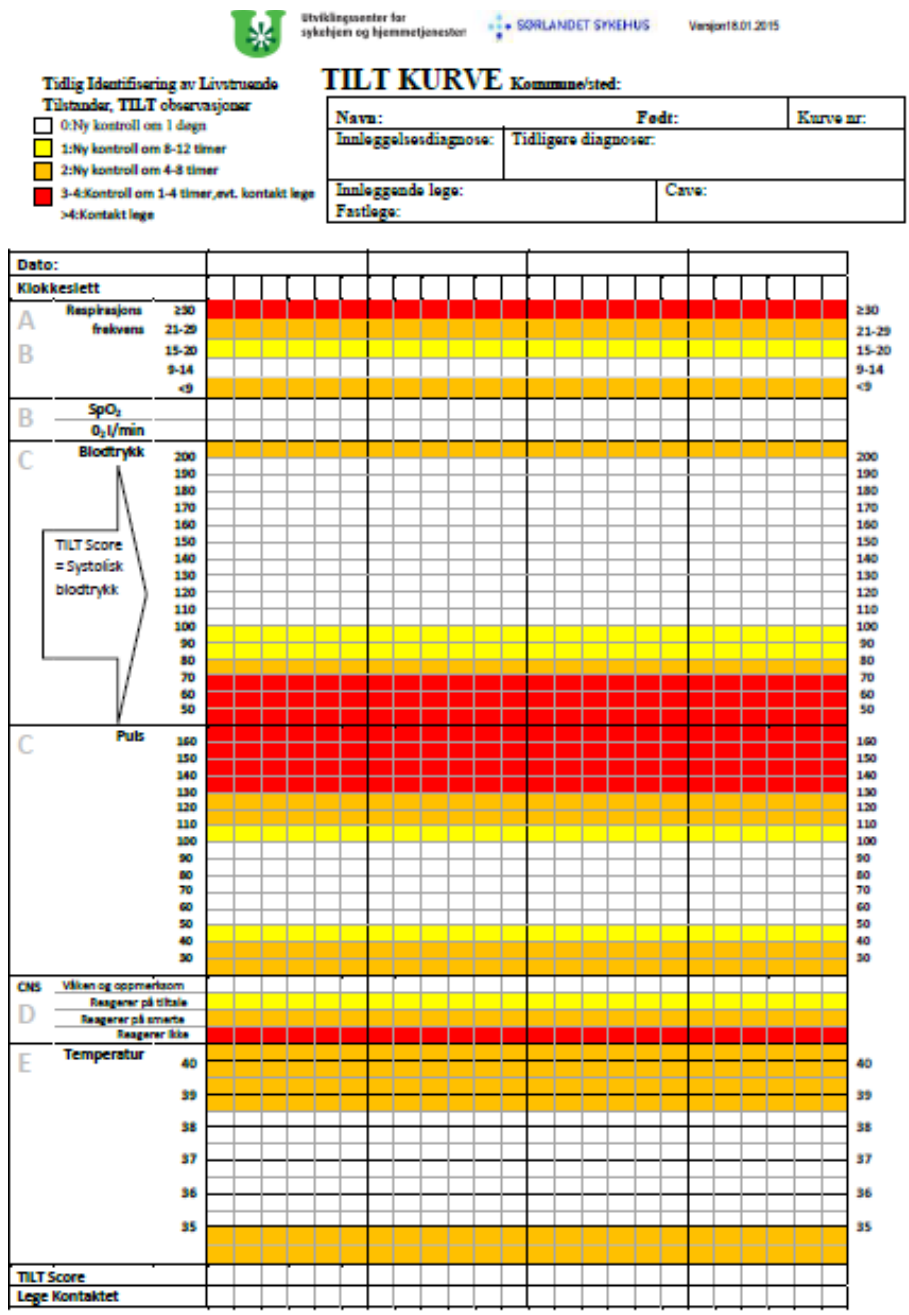 Utviklingssenter for
sykehjem og hjemmetjenester
SØRLANDET SYKEHUS
Versjon18.01.2015
Tidlig Identifisering av Livstruende
Tilstander, TILT observasjoner
0:Ny kontroll om 1 døgn
1:Ny kontroll om 8-12 timer
2:Ny kontroll om 4-8 timer
3-4:Kontroll om 1-4 timer,evt. kontakt lege
>4:Kontakt lege
TILT KURVE Kommune/sted:
Navn: Født: Kurve nr:
Innleggelsesdiagnose: Tidligere diagnoser:
Innleggende lege: Cave:
Fastlege:
Dato:
Klokkeslett
A Respirasjons ≥30 ≥30
frekvens 21-29 21-29
B 15-20 15-20
9-14 9-14
<9 <9
B SpO₂
0₂ l/min
C Blodtrykk 200 200
190 190
180 180
170 170
160 160
TILT Score 150 150
= Systolisk 140 140
130 130
blodtrykk 120 120
110 110
100 100
90 90
80 80
70 70
60 60
50 50
C Puls 160 160
150 150
140 140
130 130
120 120
110 110
100 100
90 90
80 80
70 70
60 60
50 50
40 40
30 30
CNS Våken og oppmerksom
Reagerer på tiltale
D Reagerer på smerte
Reagerer ikke
E Temperatur 40 40
39 39
38 38
37 37
36 36
35 35
TILT Score
Lege Kontaktet